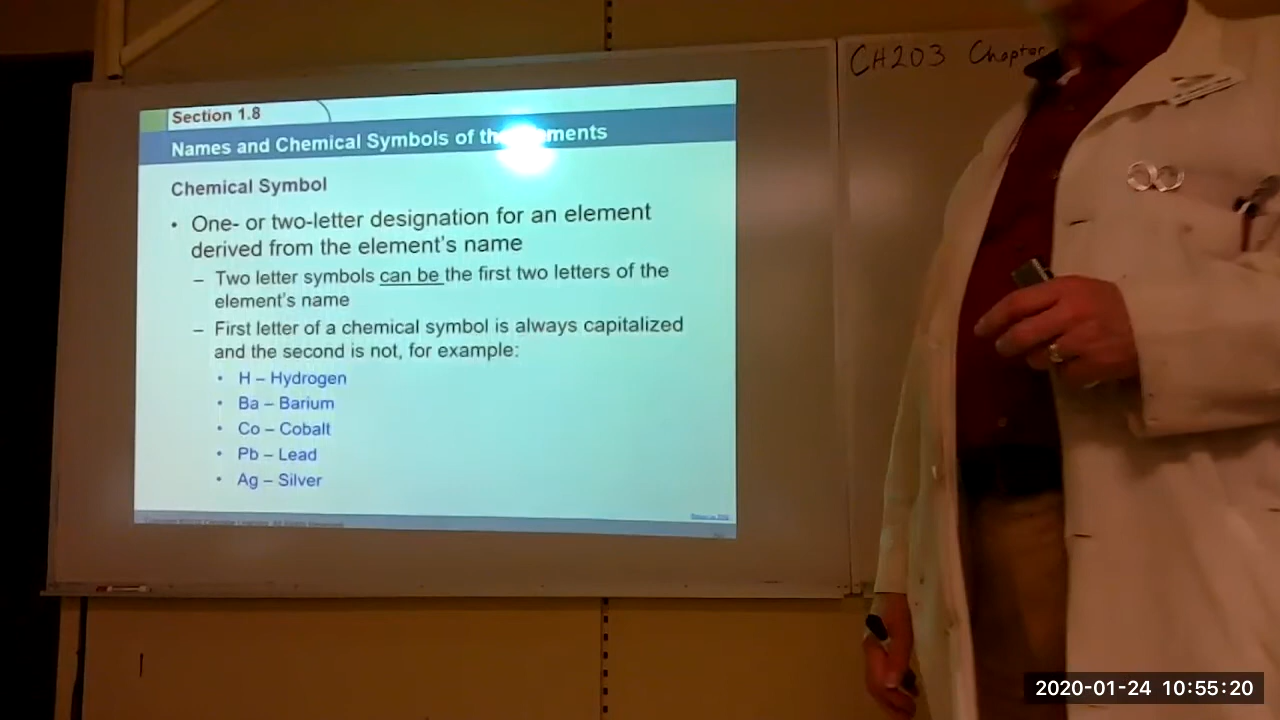 Section 1.8
Names and Chemical Symbols of the Elements
Chemical Symbol
• One- or two-letter designation for an element
derived from the element's name
– Two letter symbols can be the first two letters of the
element's name
– First letter of a chemical symbol is always capitalized
and the second is not, for example:
• H – Hydrogen
• Ba – Barium
• Co – Cobalt
• Pb – Lead
• Ag – Silver
CH203 Chapter
2020-01-24 10:55:20